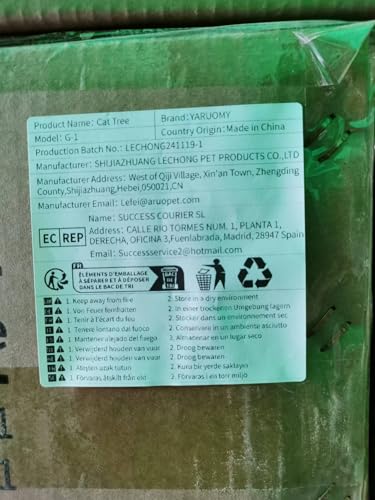 Product Name: Cat Tree
Brand: YARUOMY
Model: G-1
Country Origin: Made in China
Production Batch No.: LECHONG241119-1
Manufacturer: SHIJIAZHUANG LECHONG PET PRODUCTS CO.,LTD
Manufacturer Address: West of Qiji Village, Xin'an Town, Zhengding
County,Shijiazhuang,Hebei,050021,CN
Manufacturer Email: Lefei@aruopet.com
EC REP
Name: SUCCESS COURIER SL
Address: CALLE RIO TORMES NUM. 1, PLANTA 1,
DERECHA, OFICINA 3,Fuenlabrada, Madrid, 28947 Spain
Email: Successservice2@hotmail.com
FR
ÉLÉMENTS D'EMBALLAGE
À SÉPARER ET À DÉPOSER
DANS LE BAC DE TRI
BAC
DE
TRI
1. Keep away from fire
2. Store in a dry environment
1. Von Feuer fernhalten
2. In einer trockenen Umgebung lagern
1. Tenir à l'écart du feu
2. Stocker dans un environnement sec
1. Tenere lontano dal fuoco
2. Conservare in un ambiente asciutto
1. Mantener alejado del fuego
2. Almacenar en un lugar seco
1. Verwijderd houden van vuur
2. Droog bewaren
1. Verwijderd houden van vuur
2. Droog bewaren
1. Ateşten uzak tutun
2. Kuru bir yerde saklayın
1. Förvaras åtskilt från eld
2. Förvaras i en torr miljö